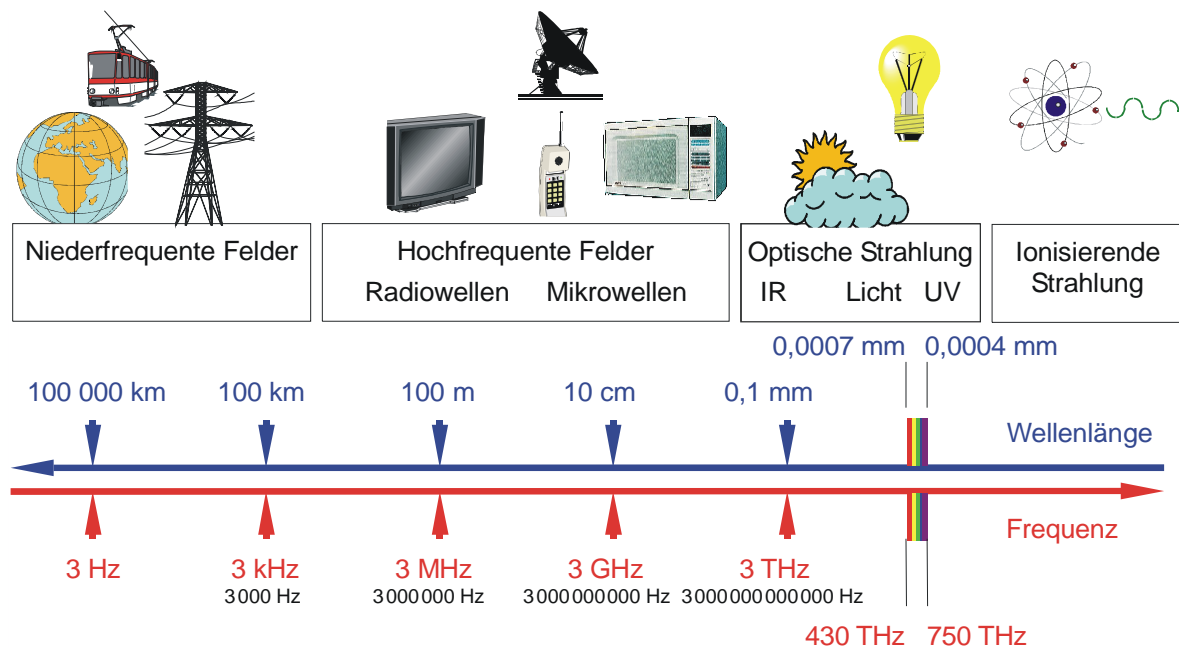 Niederfrequente Felder
Hochfrequente Felder
Radiowellen Mikrowellen
Optische Strahlung
IR Licht UV
Ionisierende
Strahlung
0,0007 mm 0,0004 mm
100 000 km 100 km 100 m 10 cm 0,1 mm
Wellenlänge
Frequenz
3 Hz 3 kHz 3 MHz 3 GHz 3 THz
3000 Hz 3000000 Hz 3000000000 Hz 3000000000000 Hz
430 THz 750 THz